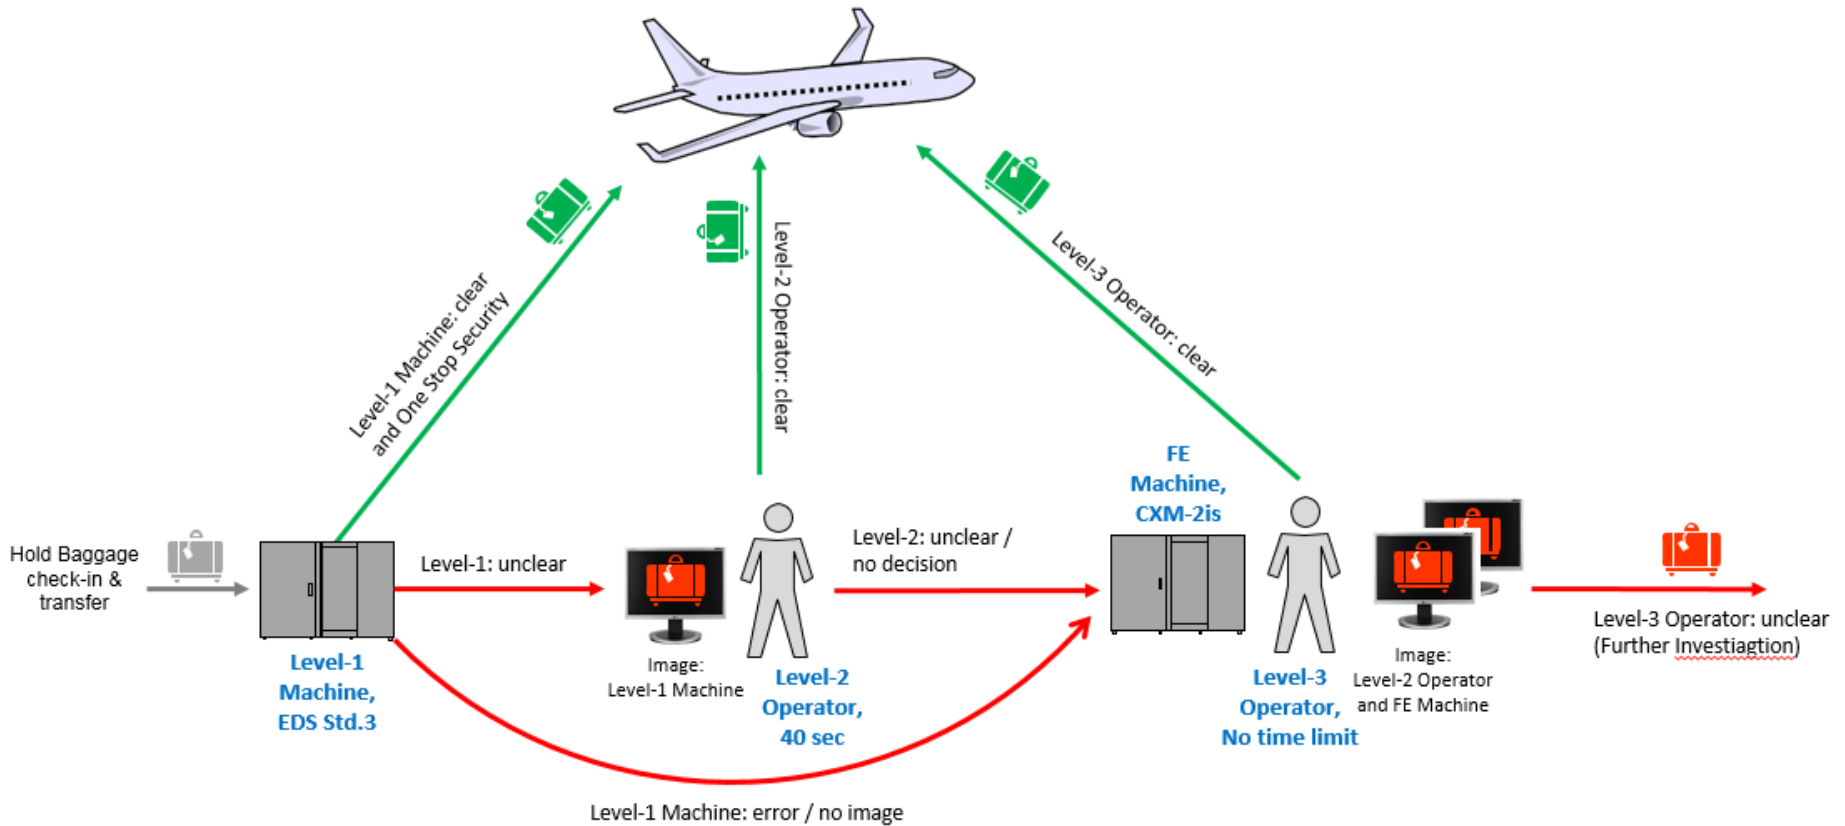 Level-1 Machine: clear
and One Stop Security
Level-2 Operator: clear
Level-3 Operator: clear
Hold Baggage
check-in &
transfer
Level-1
Machine,
EDS Std.3
Level-1: unclear
Image:
Level-1 Machine
Level-2
Operator,
40 sec
Level-2: unclear /
no decision
FE
Machine,
CXM-2is
Level-3
Operator,
No time limit
Image:
Level-2 Operator
and FE Machine
Level-3 Operator: unclear
(Further Investiagtion)
Level-1 Machine: error / no image